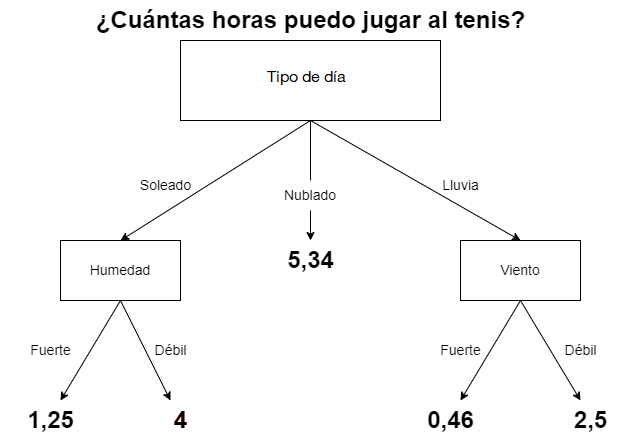 ¿Cuántas horas puedo jugar al tenis?
Tipo de día
Soleado
Nublado
Lluvia
Humedad
5,34
Viento
Fuerte
Débil
Fuerte
Débil
1,25
4
0,46
2,5